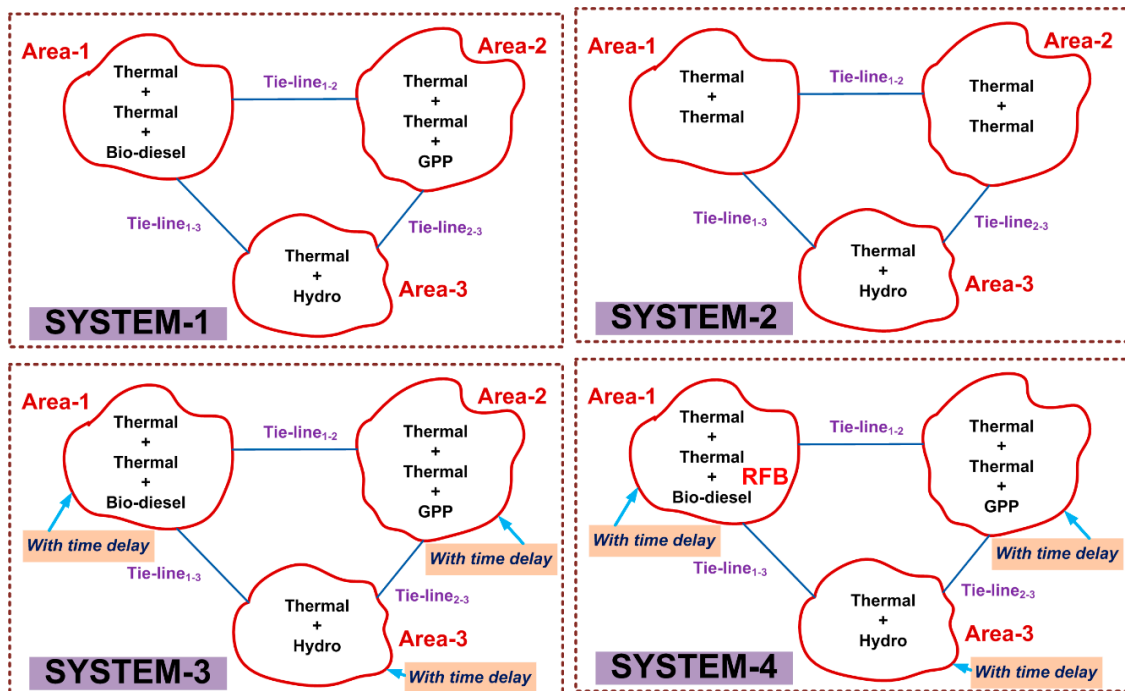 Area-1
Thermal
+
Thermal
+
Bio-diesel
Tie-line1-2
Area-2
Thermal
+
Thermal
+
GPP
Tie-line1-3
Tie-line2-3
Thermal
+
Hydro
Area-3
SYSTEM-1
Area-1
Thermal
+
Thermal
Tie-line1-2
Area-2
Thermal
+
Thermal
Tie-line1-3
Tie-line2-3
Thermal
+
Hydro
Area-3
SYSTEM-2
Area-1
Thermal
+
Thermal
+
Bio-diesel
With time delay
Tie-line1-2
Area-2
Thermal
+
Thermal
+
GPP
With time delay
Tie-line1-3
Tie-line2-3
Thermal
+
Hydro
Area-3
With time delay
SYSTEM-3
Area-1
Thermal
+
Thermal
+
Bio-diesel
RFB
With time delay
Tie-line1-2
Area-2
Thermal
+
Thermal
+
GPP
With time delay
Tie-line1-3
Tie-line2-3
Thermal
+
Hydro
Area-3
With time delay
SYSTEM-4